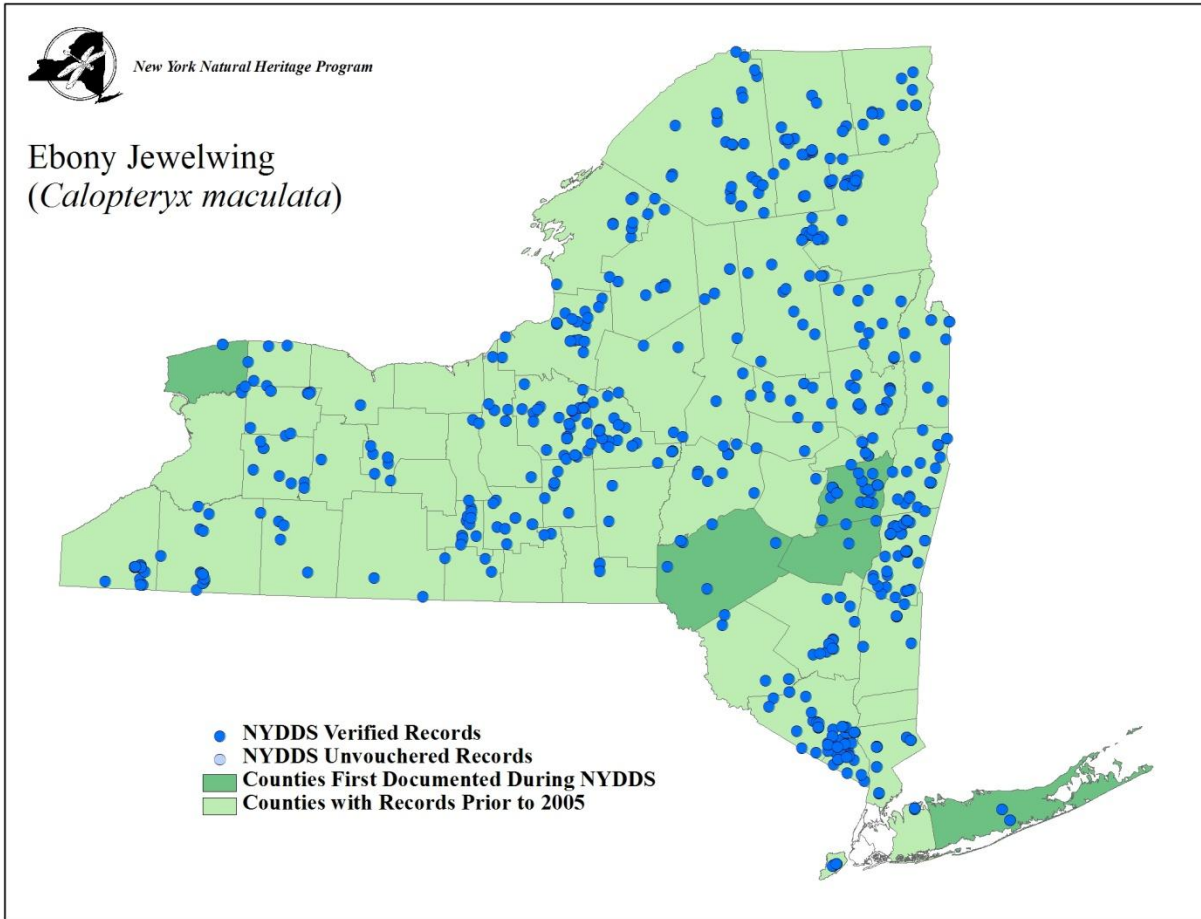 New York Natural Heritage Program
Ebony Jewelwing
(Calopteryx maculata)
NYDDS Verified Records
NYDDS Unvouchered Records
Counties First Documented During NYDDS
Counties with Records Prior to 2005